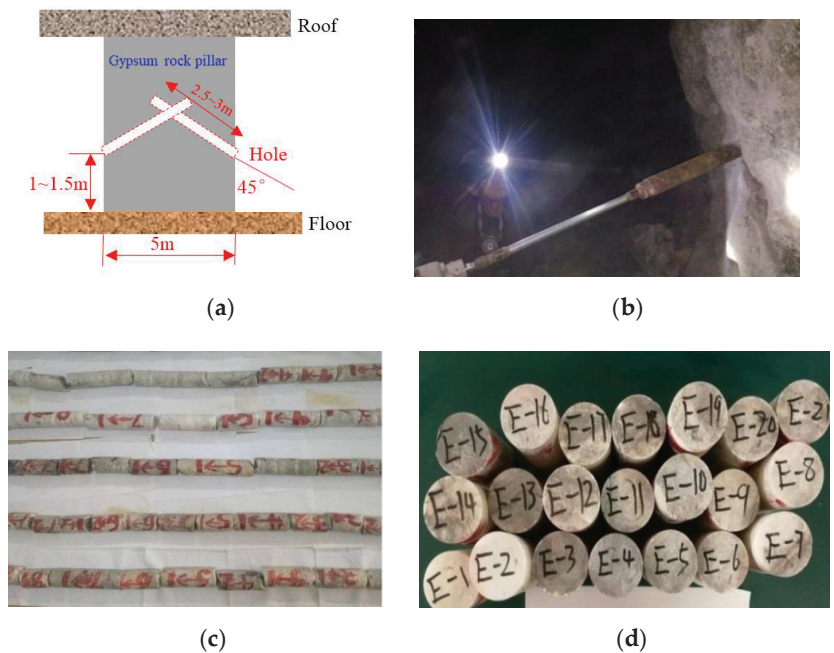 Roof
Gypsum rock pillar
2.5~3m
Hole
1~1.5m
45°
Floor
5m
(a)
(b)
(c)
(d)
E-15 E-16 E-17 E-18 E-19 E-20 E-21
E-14 E-13 E-12 E-11 E-10 E-9 E-8
E-1 E-2 E-3 E-4 E-5 E-6 E-7